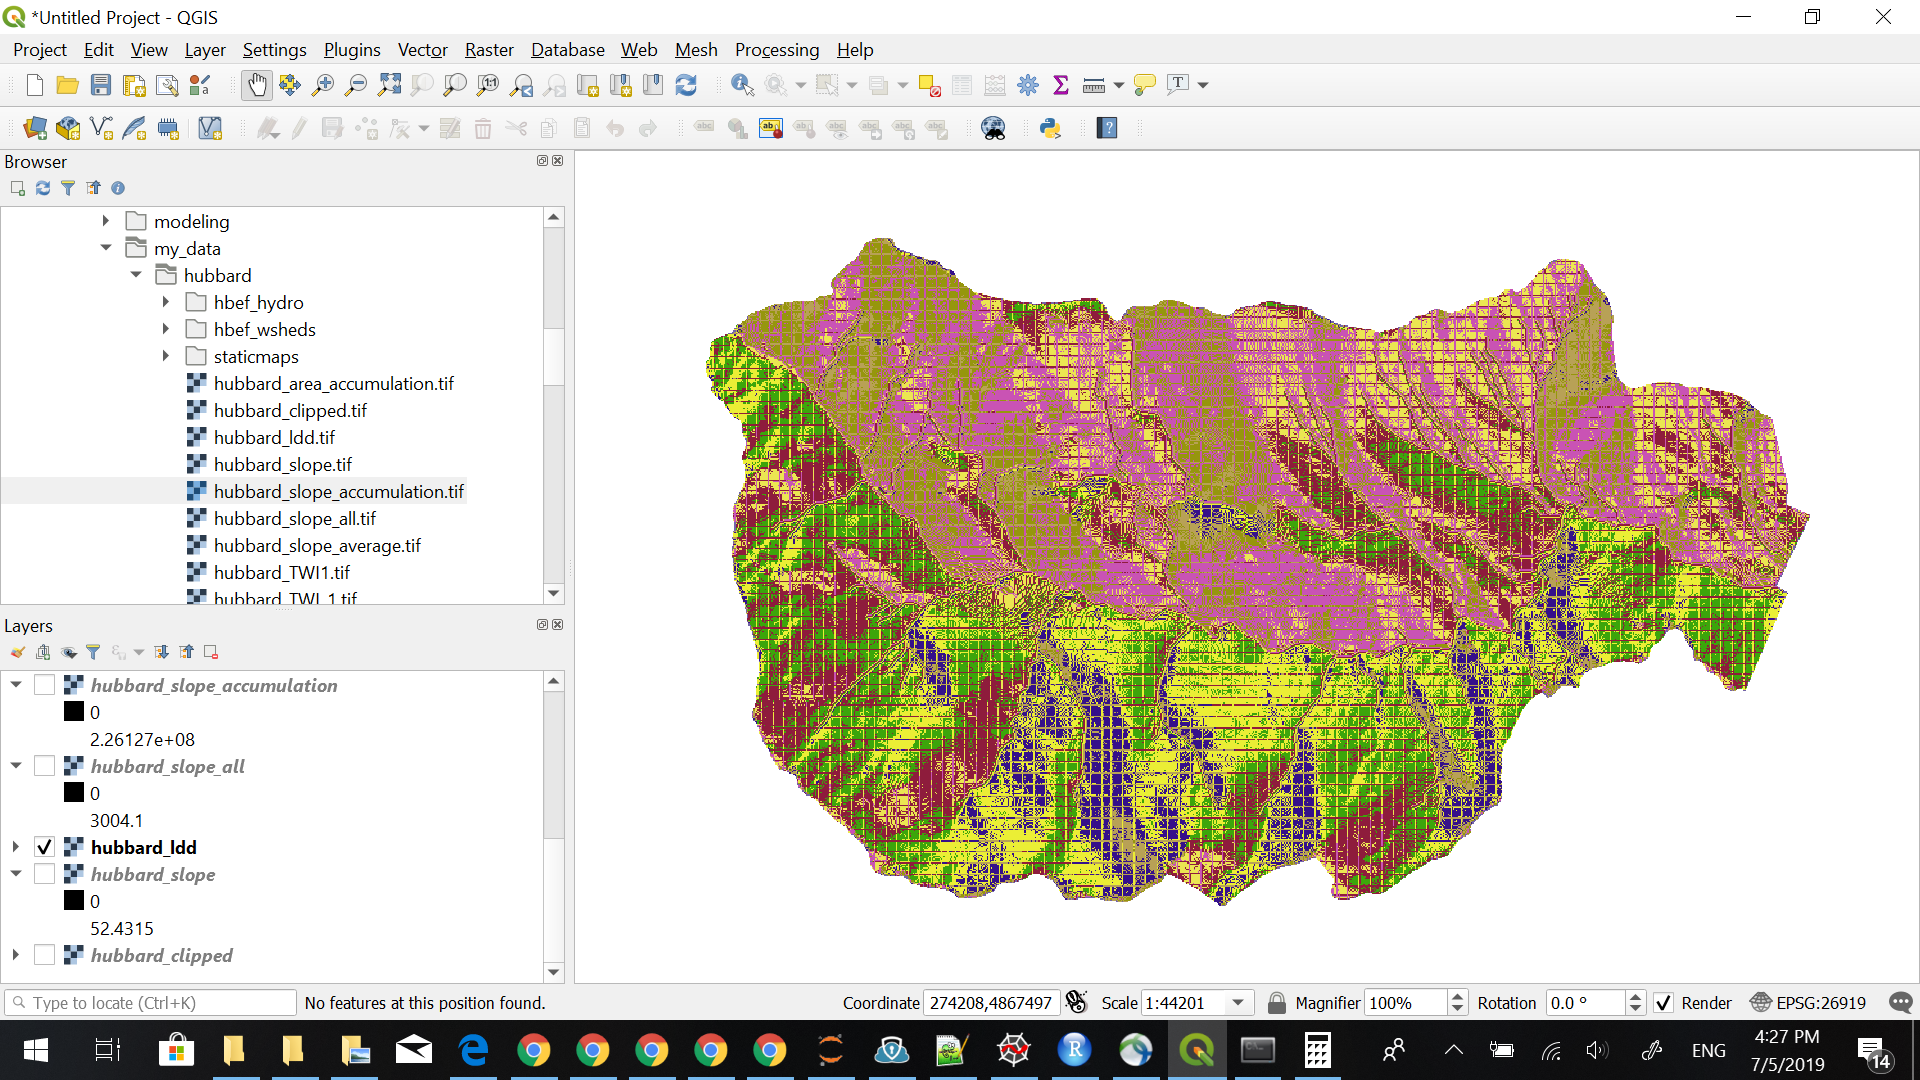 *Untitled Project - QGIS
Project Edit View Layer Settings Plugins Vector Raster Database Web Mesh Processing Help
Browser
modeling
my_data
hubbard
hbef_hydro
hbef_wsheds
staticmaps
hubbard_area_accumulation.tif
hubbard_clipped.tif
hubbard_ldd.tif
hubbard_slope.tif
hubbard_slope_accumulation.tif
hubbard_slope_all.tif
hubbard_slope_average.tif
hubbard_TWI1.tif
hubbard_TWI_1.tif
Layers
hubbard_slope_accumulation
0
2.26127e+08
hubbard_slope_all
0
3004.1
hubbard_ldd
hubbard_slope
0
52.4315
hubbard_clipped
Type to locate (Ctrl+K) No features at this position found. Coordinate 274208,4867497 Scale 1:44201 Magnifier 100% Rotation 0.0 ° Render EPSG:26919
ENG
4:27 PM
7/5/2019
14